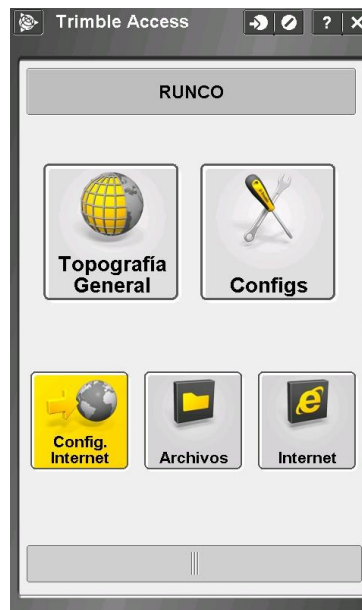 Trimble Access
?
RUNCO
Topografía
General
Configs
Config.
Internet
Archivos
Internet